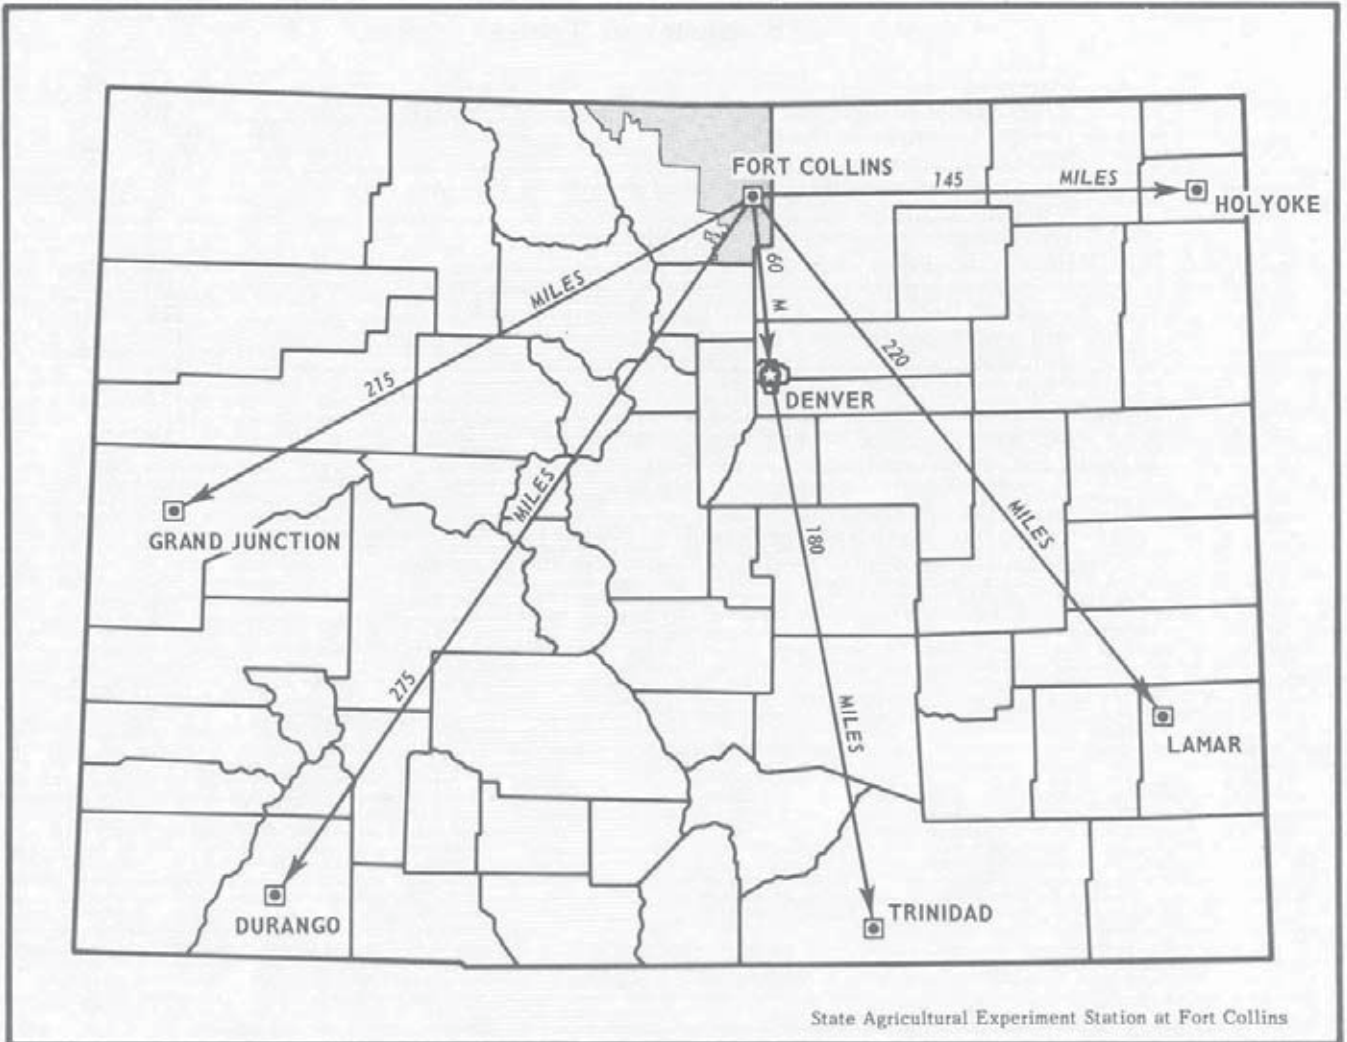 FORT COLLINS
145 MILES
HOLYOKE
MILES
215
60 M
220
DENVER
MILES
MILES
GRAND JUNCTION
180
275
MILES
LAMAR
DURANGO
TRINIDAD
State Agricultural Experiment Station at Fort Collins